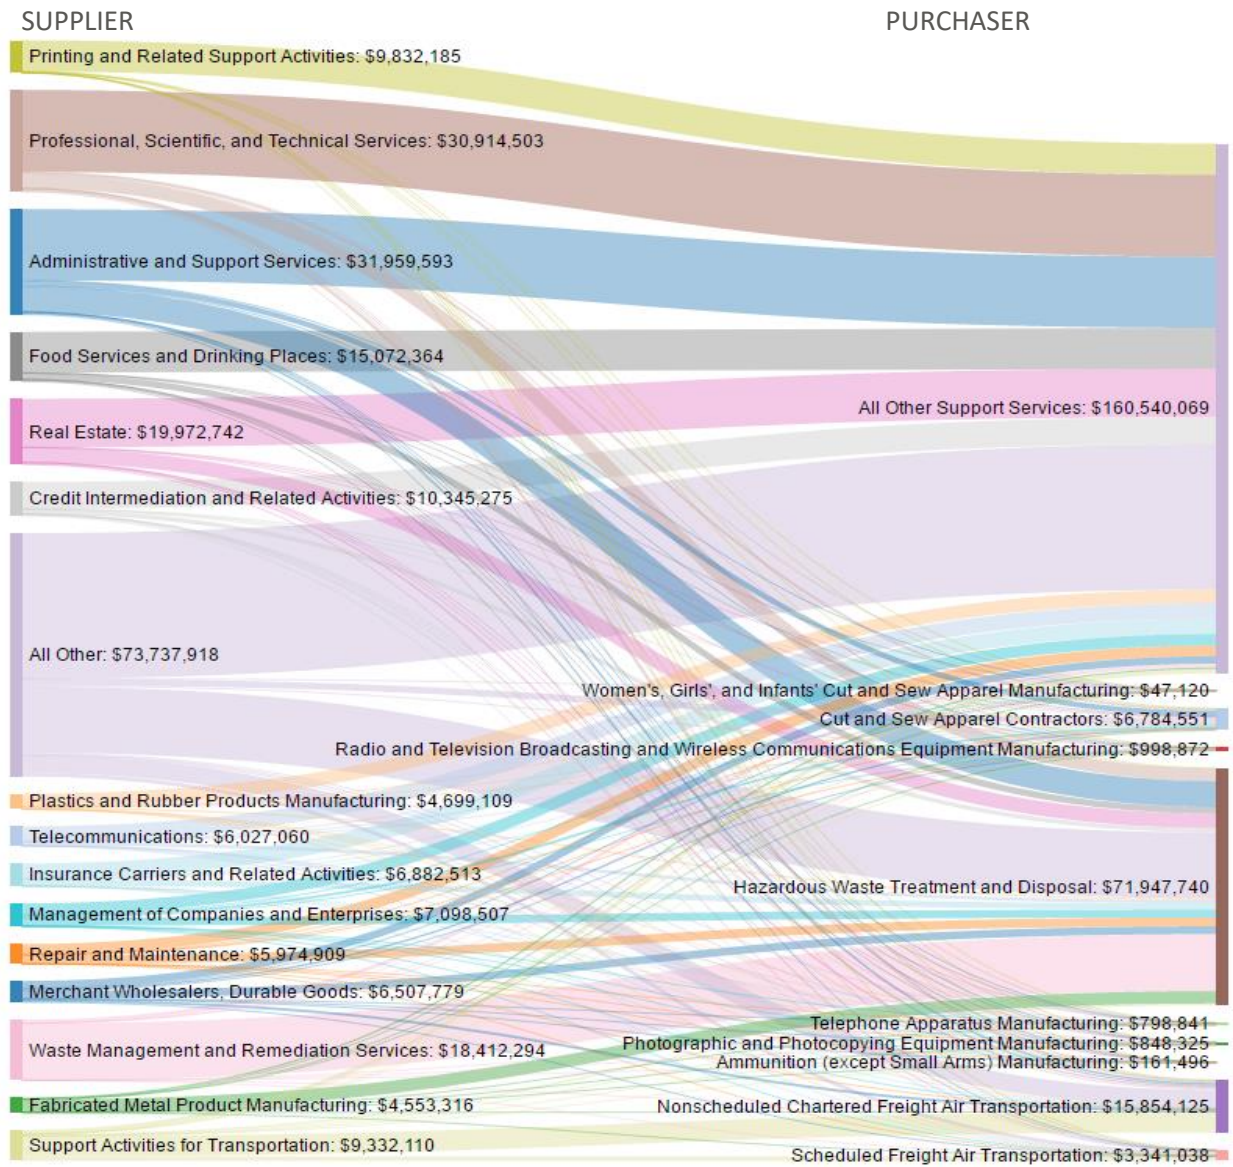 SUPPLIER
PURCHASER
Printing and Related Support Activities: $9,832,185
Professional, Scientific, and Technical Services: $30,914,503
Administrative and Support Services: $31,959,593
Food Services and Drinking Places: $15,072,364
All Other Support Services: $160,540,069
Real Estate: $19,972,742
Credit Intermediation and Related Activities: $10,345,275
All Other: $73,737,918
Women's, Girls', and Infants' Cut and Sew Apparel Manufacturing: $47,120
Cut and Sew Apparel Contractors: $6,784,551
Radio and Television Broadcasting and Wireless Communications Equipment Manufacturing: $998,872
Plastics and Rubber Products Manufacturing: $4,699,109
Telecommunications: $6,027,060
Insurance Carriers and Related Activities: $6,882,513
Hazardous Waste Treatment and Disposal: $71,947,740
Management of Companies and Enterprises: $7,098,507
Repair and Maintenance: $5,974,909
Merchant Wholesalers, Durable Goods: $6,507,779
Telephone Apparatus Manufacturing: $798,841
Photographic and Photocopying Equipment Manufacturing: $848,325
Waste Management and Remediation Services: $18,412,294
Ammunition (except Small Arms) Manufacturing: $161,496
Fabricated Metal Product Manufacturing: $4,553,316
Nonscheduled Chartered Freight Air Transportation: $15,854,125
Support Activities for Transportation: $9,332,110
Scheduled Freight Air Transportation: $3,341,038